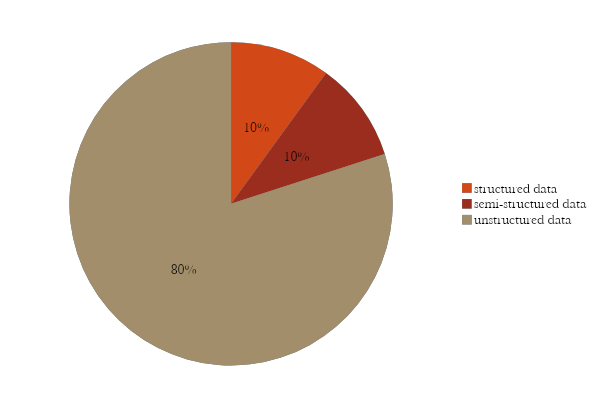 10%
10%
80%
structured data
semi-structured data
unstructured data